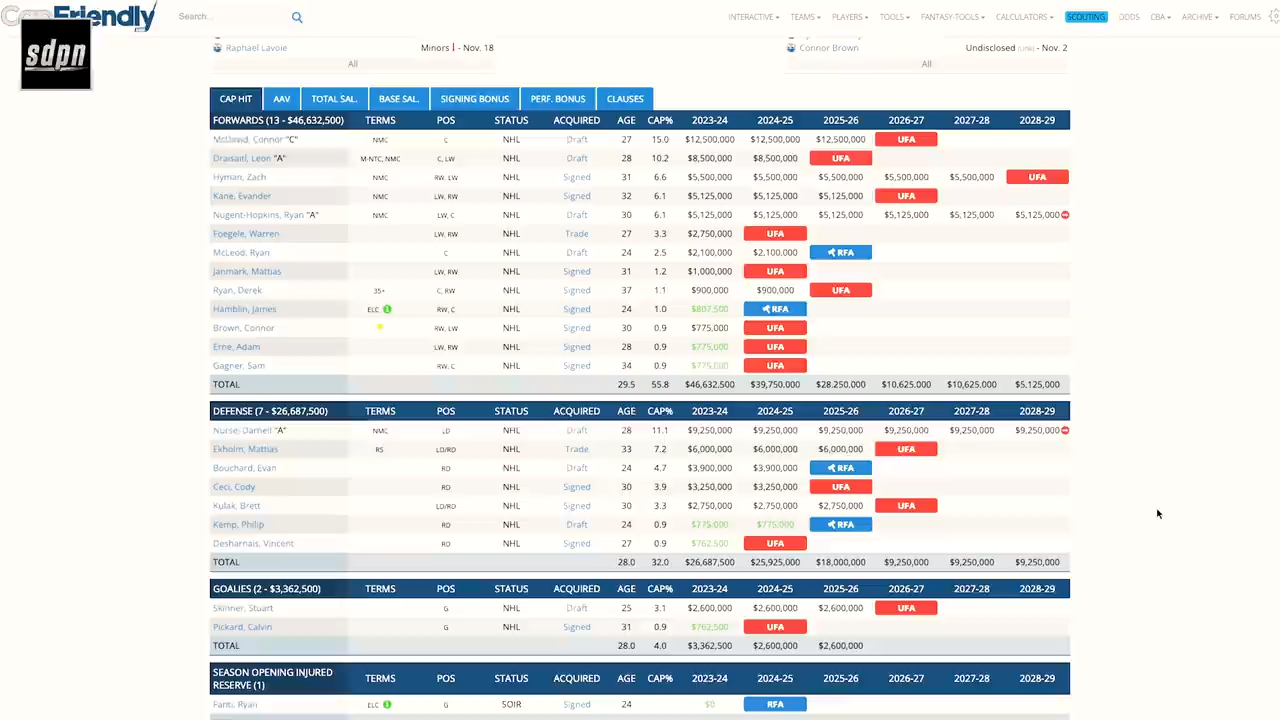 CapFriendly Search... INTERACTIVE TEAMS PLAYERS TOOLS FANTASY-TOOLS CALCULATORS SCOUTING ODDS CBA ARCHIVE FORUMS
sdpn
Raphael Lavoie Minors - Nov. 18 Connor Brown Undisclosed (Unk) - Nov. 2
All All
CAP HIT AAV TOTAL SAL. BASE SAL. SIGNING BONUS PERF. BONUS CLAUSES
FORWARDS (13 - $46,632,500) TERMS POS STATUS ACQUIRED AGE CAP% 2023-24 2024-25 2025-26 2026-27 2027-28 2028-29
McDavid, Connor "C" NMC C NHL Draft 27 15.0 $12,500,000 $12,500,000 $12,500,000 UFA
Draisaitl, Leon "A" M-NTC, NMC C, LW NHL Draft 28 10.2 $8,500,000 $8,500,000 UFA
Hyman, Zach NMC RW, LW NHL Signed 31 6.6 $5,500,000 $5,500,000 $5,500,000 $5,500,000 $5,500,000 UFA
Kane, Evander NMC LW, RW NHL Signed 32 6.1 $5,125,000 $5,125,000 $5,125,000 UFA
Nugent-Hopkins, Ryan "A" NMC LW, C NHL Draft 30 6.1 $5,125,000 $5,125,000 $5,125,000 $5,125,000 $5,125,000 $5,125,000
Foegele, Warren LW, RW NHL Trade 27 3.3 $2,750,000 UFA
McLeod, Ryan C NHL Draft 24 2.5 $2,100,000 $2,100,000 RFA
Janmark, Mattias LW, RW NHL Signed 31 1.2 $1,000,000 UFA
Ryan, Derek 35+ C, RW NHL Signed 37 1.1 $900,000 $900,000 UFA
Hamblin, James ELC RW, C NHL Signed 24 1.0 $807,500 RFA
Brown, Connor RW, LW NHL Signed 30 0.9 $775,000 UFA
Erne, Adam LW, RW NHL Signed 28 0.9 $775,000 UFA
Gagner, Sam RW, C NHL Signed 34 0.9 $775,000 UFA
TOTAL 29.5 55.8 $46,632,500 $39,750,000 $28,250,000 $10,625,000 $10,625,000 $5,125,000
DEFENSE (7 - $26,687,500) TERMS POS STATUS ACQUIRED AGE CAP% 2023-24 2024-25 2025-26 2026-27 2027-28 2028-29
Nurse, Darnell "A" NMC LD NHL Draft 28 11.1 $9,250,000 $9,250,000 $9,250,000 $9,250,000 $9,250,000 $9,250,000
Ekholm, Mattias RS LD/RD NHL Trade 33 7.2 $6,000,000 $6,000,000 $6,000,000 UFA
Bouchard, Evan RD NHL Draft 24 4.7 $3,900,000 $3,900,000 RFA
Ceci, Cody RD NHL Signed 30 3.9 $3,250,000 $3,250,000 UFA
Kulak, Brett LD/RD NHL Signed 30 3.3 $2,750,000 $2,750,000 $2,750,000 UFA
Kemp, Philip RD NHL Draft 24 0.9 $775,000 $775,000 RFA
Desharnais, Vincent RD NHL Signed 27 0.9 $762,500 UFA
TOTAL 28.0 32.0 $26,687,500 $25,925,000 $18,000,000 $9,250,000 $9,250,000 $9,250,000
GOALIES (2 - $3,362,500) TERMS POS STATUS ACQUIRED AGE CAP% 2023-24 2024-25 2025-26 2026-27 2027-28 2028-29
Skinner, Stuart G NHL Draft 25 3.1 $2,600,000 $2,600,000 $2,600,000 UFA
Pickard, Calvin G NHL Signed 31 0.9 $762,500 UFA
TOTAL 28.0 4.0 $3,362,500 $2,600,000 $2,600,000
SEASON OPENING INJURED
RESERVE (1) TERMS POS STATUS ACQUIRED AGE CAP% 2023-24 2024-25 2025-26 2026-27 2027-28 2028-29
Fanti, Ryan ELC G SOIR Signed 24 $0 RFA